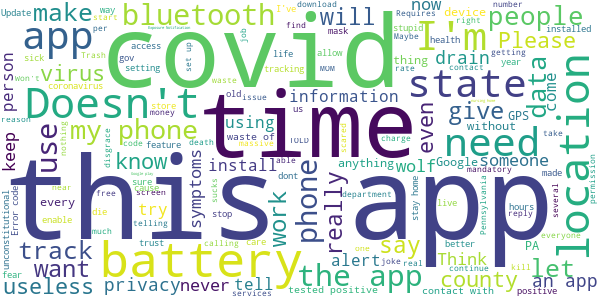 covid
time
this app
battery
Doesn't
app
bluetooth
make
will
people
I'm
Please
now
state
location
need
data
come
drain
give
GPS
even
without
someone
Google
virus
person
information
using
my phone
know
install
work
phone
really
wolf
use
keep
track
want
useless
privacy
never
tell
alert
the app
say
Think
county
an app
let
PA
try
symptoms
anything
tested positive
contact with
waste of
unconstitutional
Error code
Pennsylvania
permission
department
stay home
mandatory
Requires
download
installed
coronavirus
tracking
Update
start
way
per
access
gov
setting
set up
job
I've
find
mask
life
allow
device
right
number
stupid
Maybe
health
thing
rate
getting
year
contact
sick
Trash
won't
reason
nothing
store
money
feature
death
code
disgrace
old
issue
us
waste
massive
TOLD
MOM
scared
able
charge
dont
every
free
screen
sure
cause
sucks
stop
hours
reply
live
made
take
several
everyone
near
enable
die
much
telling
trust
calling
care
services
one
joke
real
better
continue
kill
positive
fear